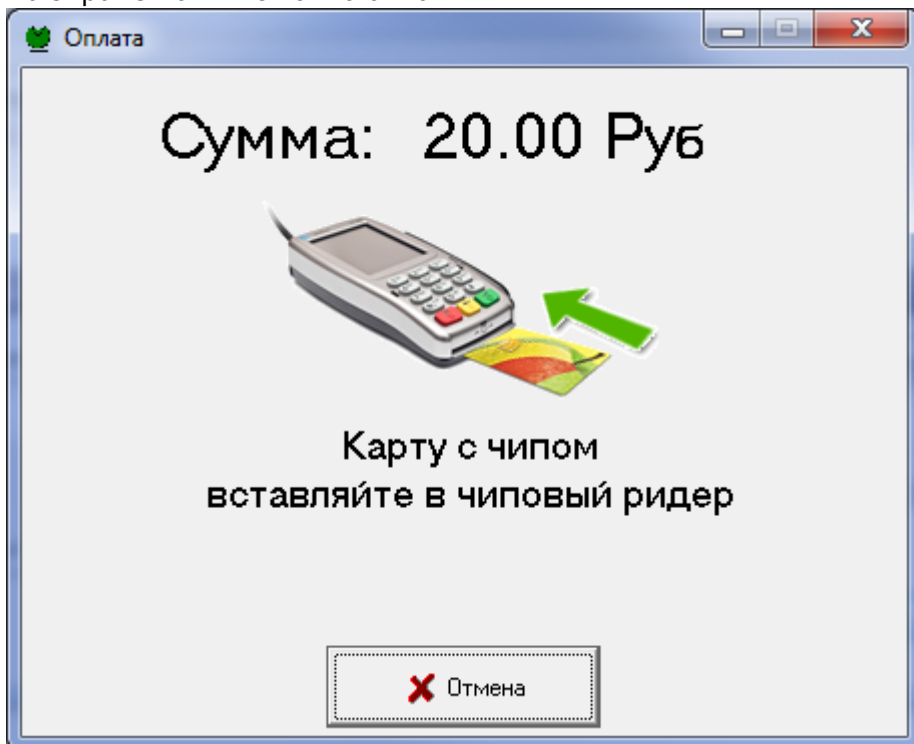 Оплата
Сумма: 20.00 Руб
Карту с чипом
вставляйте в чиповый ридер
Отмена